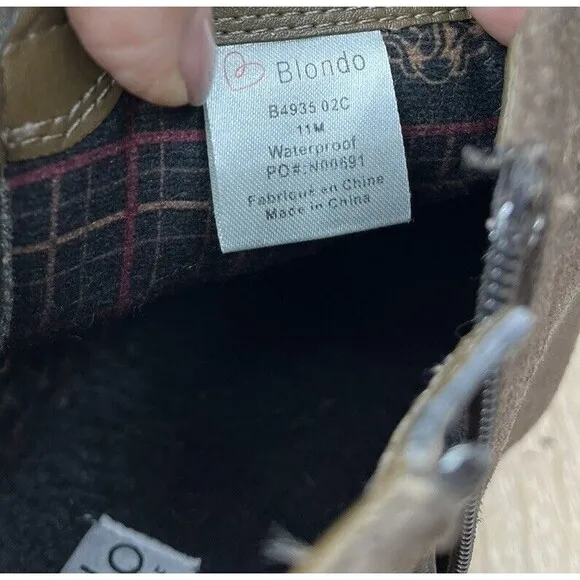 Blondo
B4935 02C
11M
Waterproof
PO#:N00691
Fabriqué en Chine
Made in China